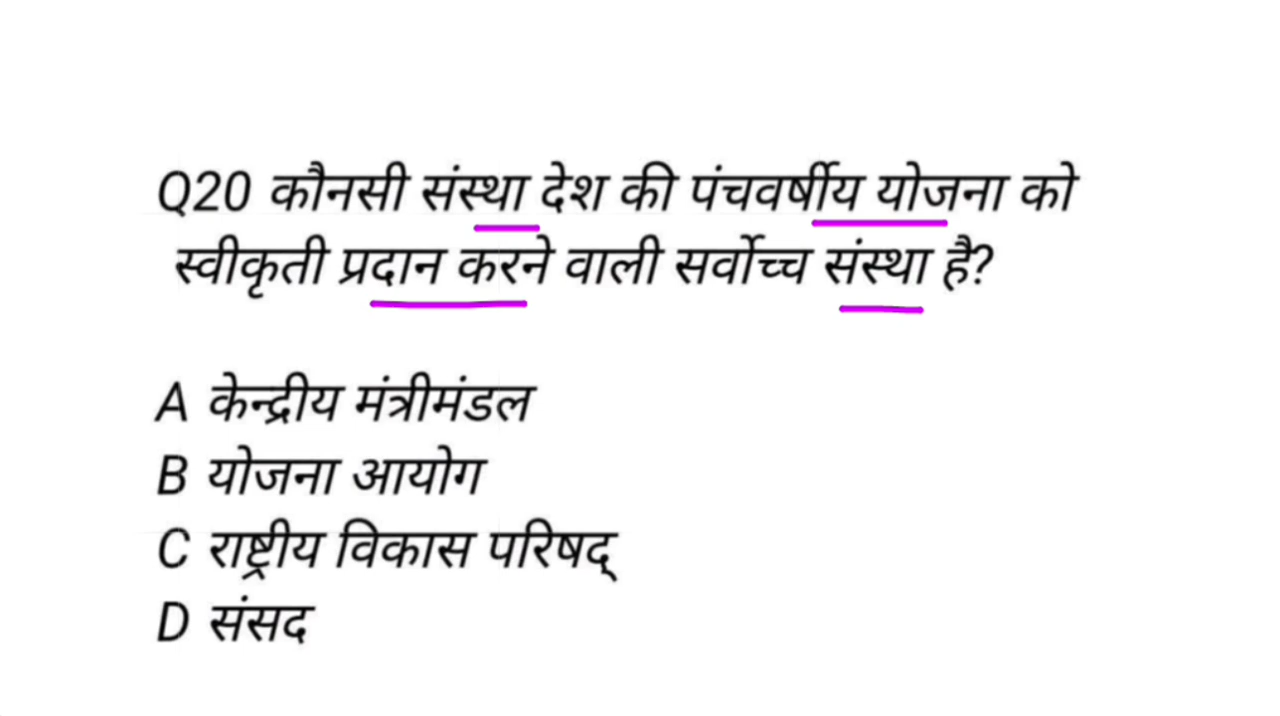 Q20 कौनसी संस्था देश की पंचवर्षीय योजना को
स्वीकृती प्रदान करने वाली सर्वोच्च संस्था है?
A केन्द्रीय मंत्रीमंडल
B योजना आयोग
C राष्ट्रीय विकास परिषद्
D संसद